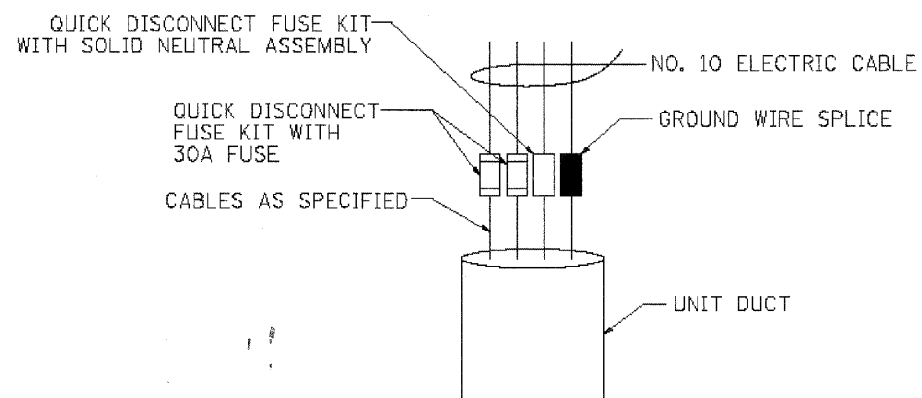 QUICK DISCONNECT FUSE KIT
WITH SOLID NEUTRAL ASSEMBLY
NO. 10 ELECTRIC CABLE
QUICK DISCONNECT
FUSE KIT WITH
30A FUSE
GROUND WIRE SPLICE
CABLES AS SPECIFIED
UNIT DUCT